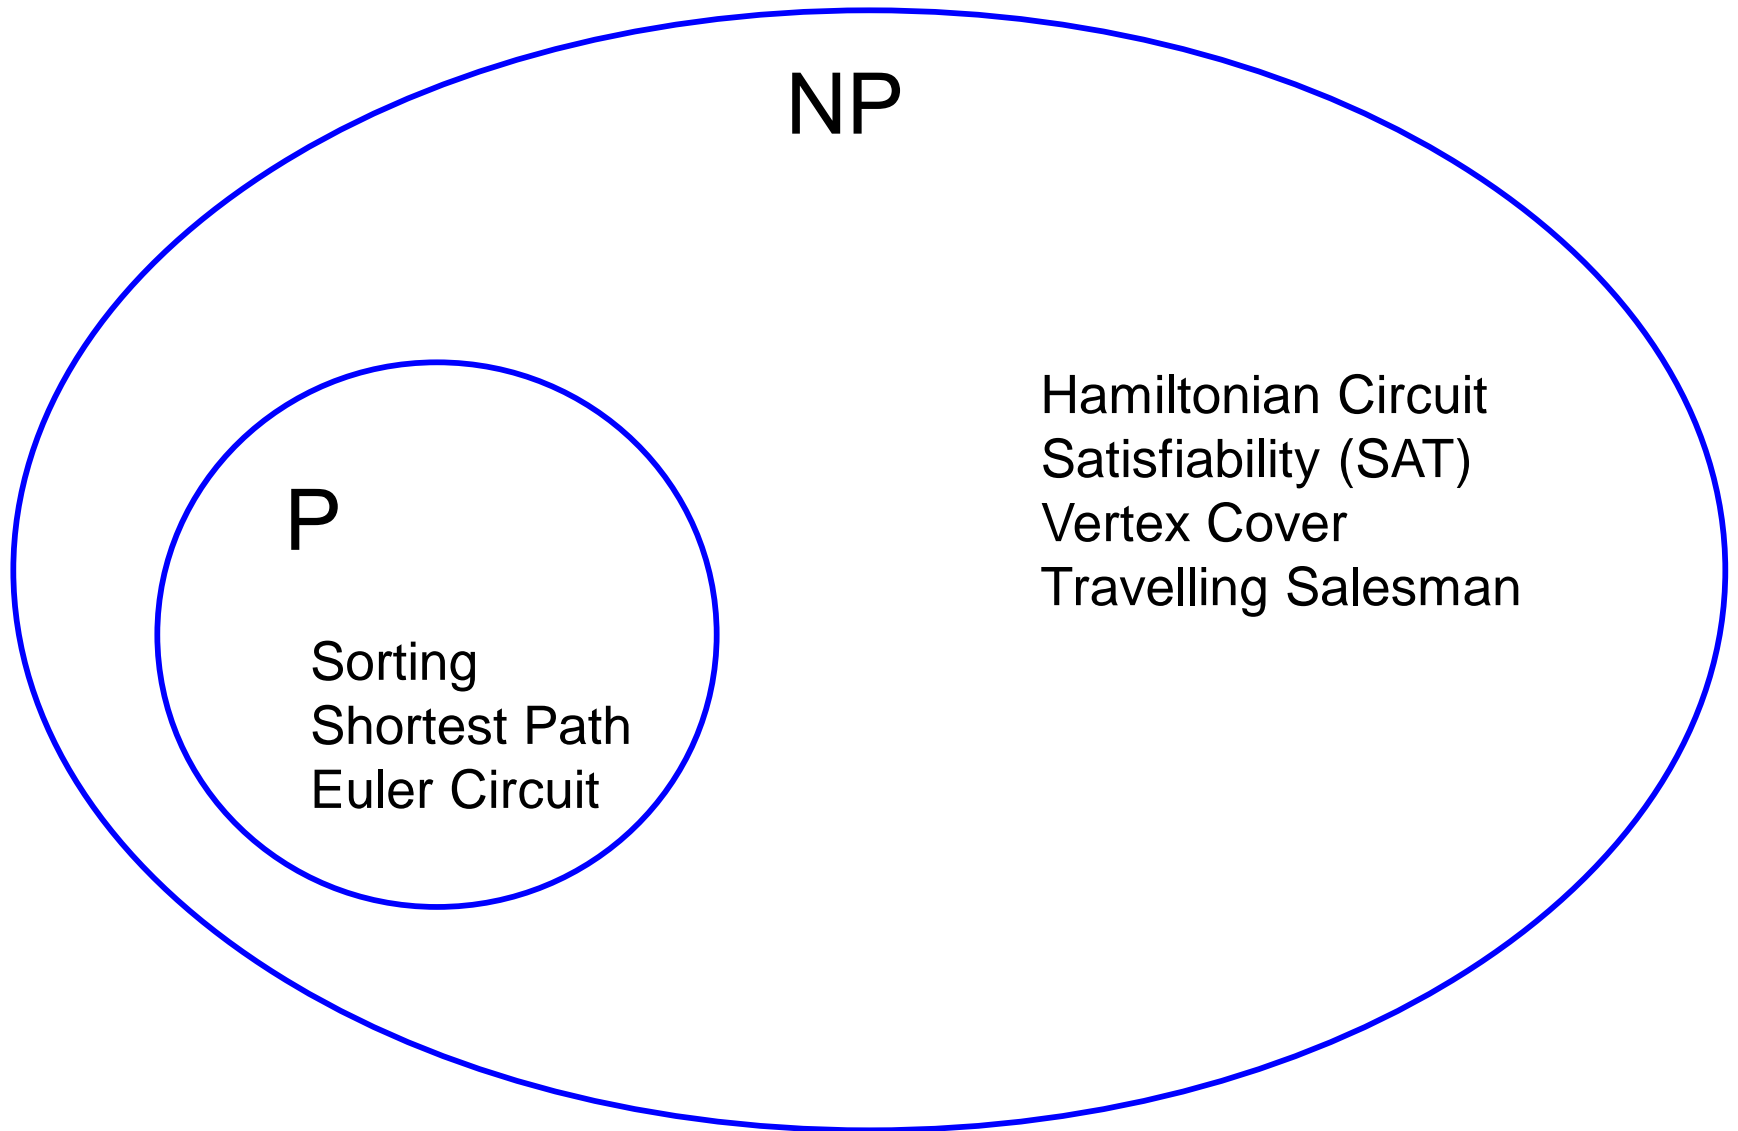 NP
Hamiltonian Circuit
Satisfiability (SAT)
Vertex Cover
Travelling Salesman
P
Sorting
Shortest Path
Euler Circuit